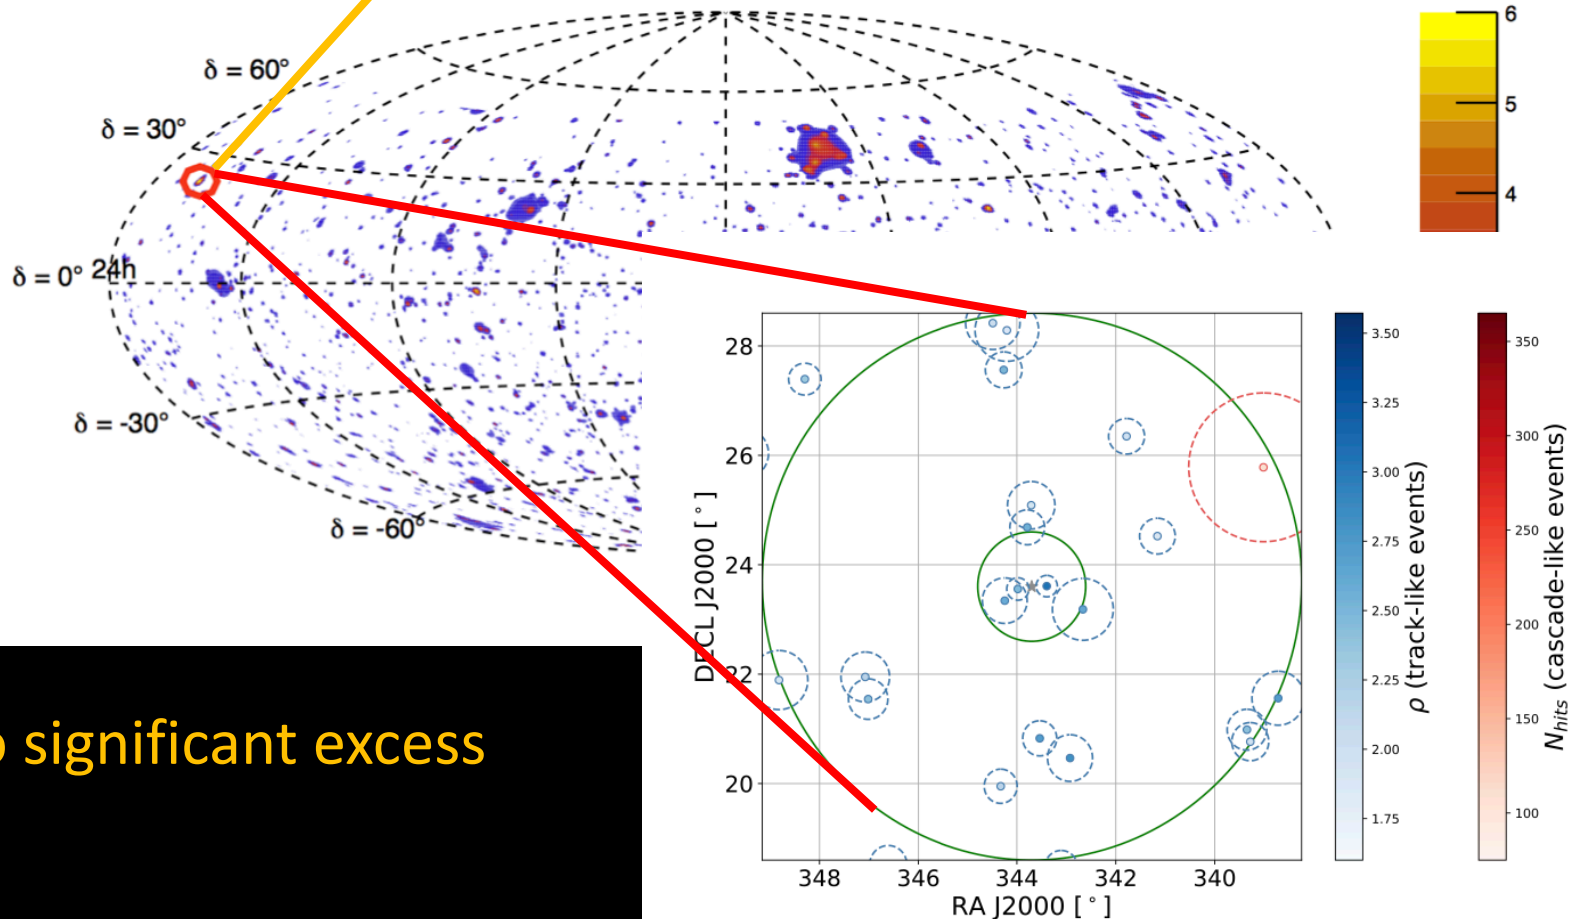 δ = 60°
δ = 30°
δ = 0° 24h
δ = -30°
δ = -60°
6
5
4
significant excess
DECL J2000 [°]
28
26
24
22
20
348
346
344
342
340
RA J2000 [°]
3.50
3.25
3.00
2.75
2.50
2.25
2.00
1.75
ρ (track-like events)
350
300
250
200
150
100
N_hits (cascade-like events)